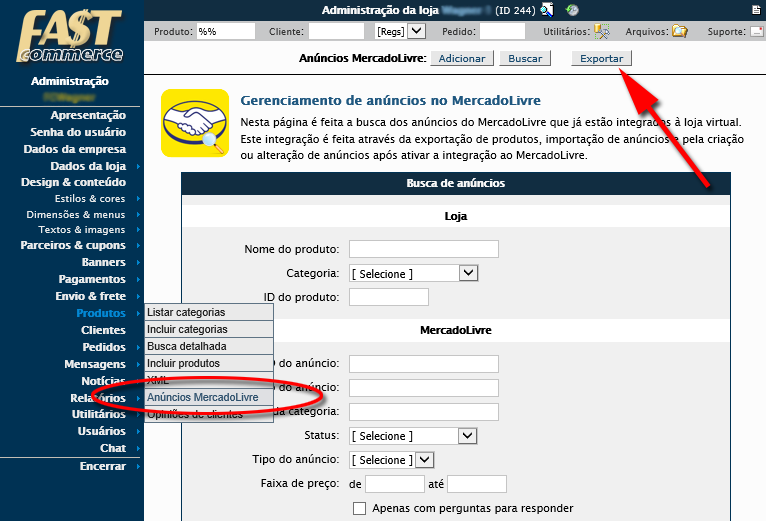 FAST
commerce
Administração
Apresentação
Senha do usuário
Dados da empresa
Dados da loja
Design & conteúdo
Estilos & cores
Dimensões & menus
Textos & imagens
Parceiros & cupons
Banners
Pagamentos
Envio & frete
Produtos
Clientes
Pedidos
Mensagens
Notícias
Relatórios
Utilitários
Usuários
Chat
Encerrar
Listar categorias
Incluir categorias
Busca detalhada
Incluir produtos
XML
Anúncios MercadoLivre
Opiniões de clientes
Administração da loja Wagner (ID 244)
Produto: %% Cliente: [Regs] Pedido: Utilitários: Arquivos: Suporte:
Anúncios MercadoLivre: Adicionar Buscar Exportar
Gerenciamento de anúncios no MercadoLivre
Nesta página é feita a busca dos anúncios do MercadoLivre que já estão integrados à loja virtual.
Este integração é feita através da exportação de produtos, importação de anúncios e pela criação
ou alteração de anúncios após ativar a integração ao MercadoLivre.
Busca de anúncios
Loja
Nome do produto:
Categoria: [ Selecione ]
ID do produto:
MercadoLivre
do anúncio:
do anúncio:
da categoria:
Status: [ Selecione ]
Tipo do anúncio: [ Selecione ]
Faixa de preço: de até
Apenas com perguntas para responder